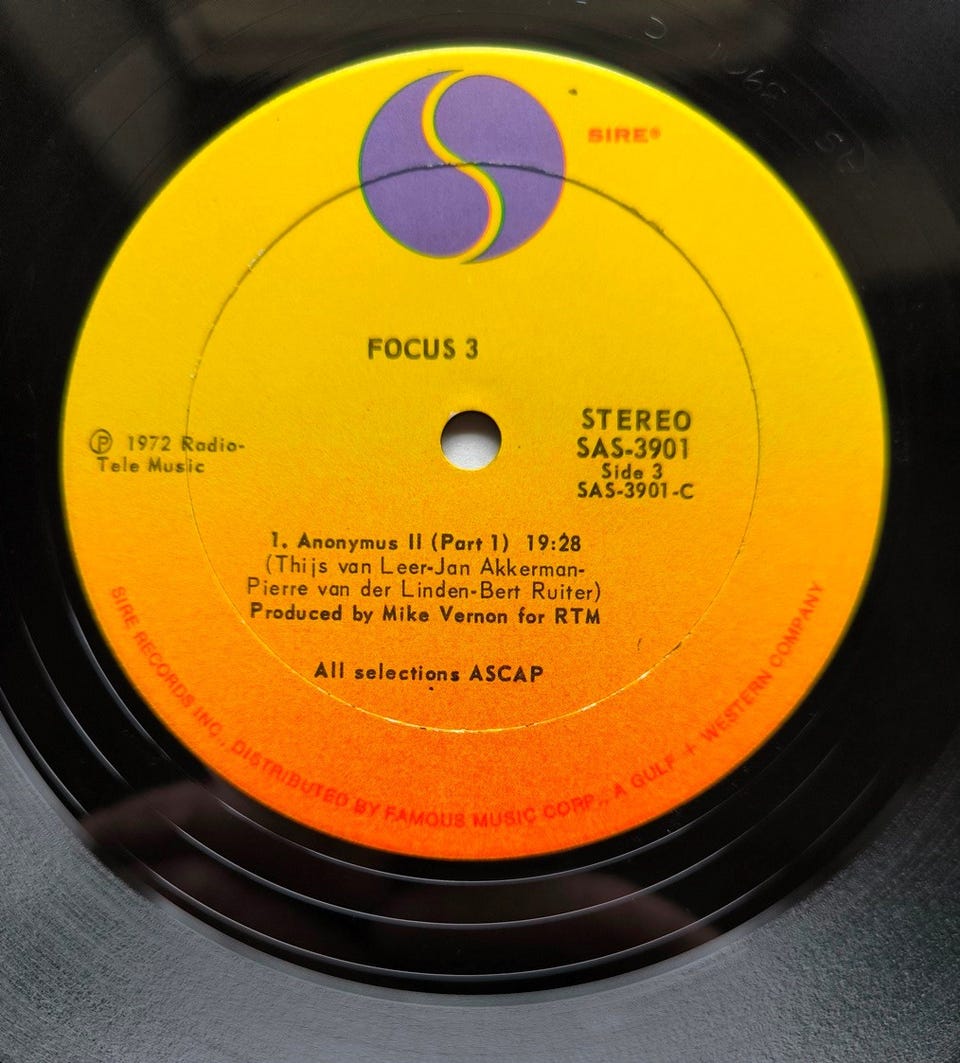 SIRE®
FOCUS 3
℗ 1972 Radio-
Tele Music
STEREO
SAS-3901
Side 3
SAS-3901-C
1. Anonymus II (Part 1) 19:28
(Thijs van Leer-Jan Akkerman-
Pierre van der Linden-Bert Ruiter)
Produced by Mike Vernon for RTM
All selections ASCAP
SIRE RECORDS INC., DISTRIBUTED BY FAMOUS MUSIC CORP., A GULF + WESTERN COMPANY